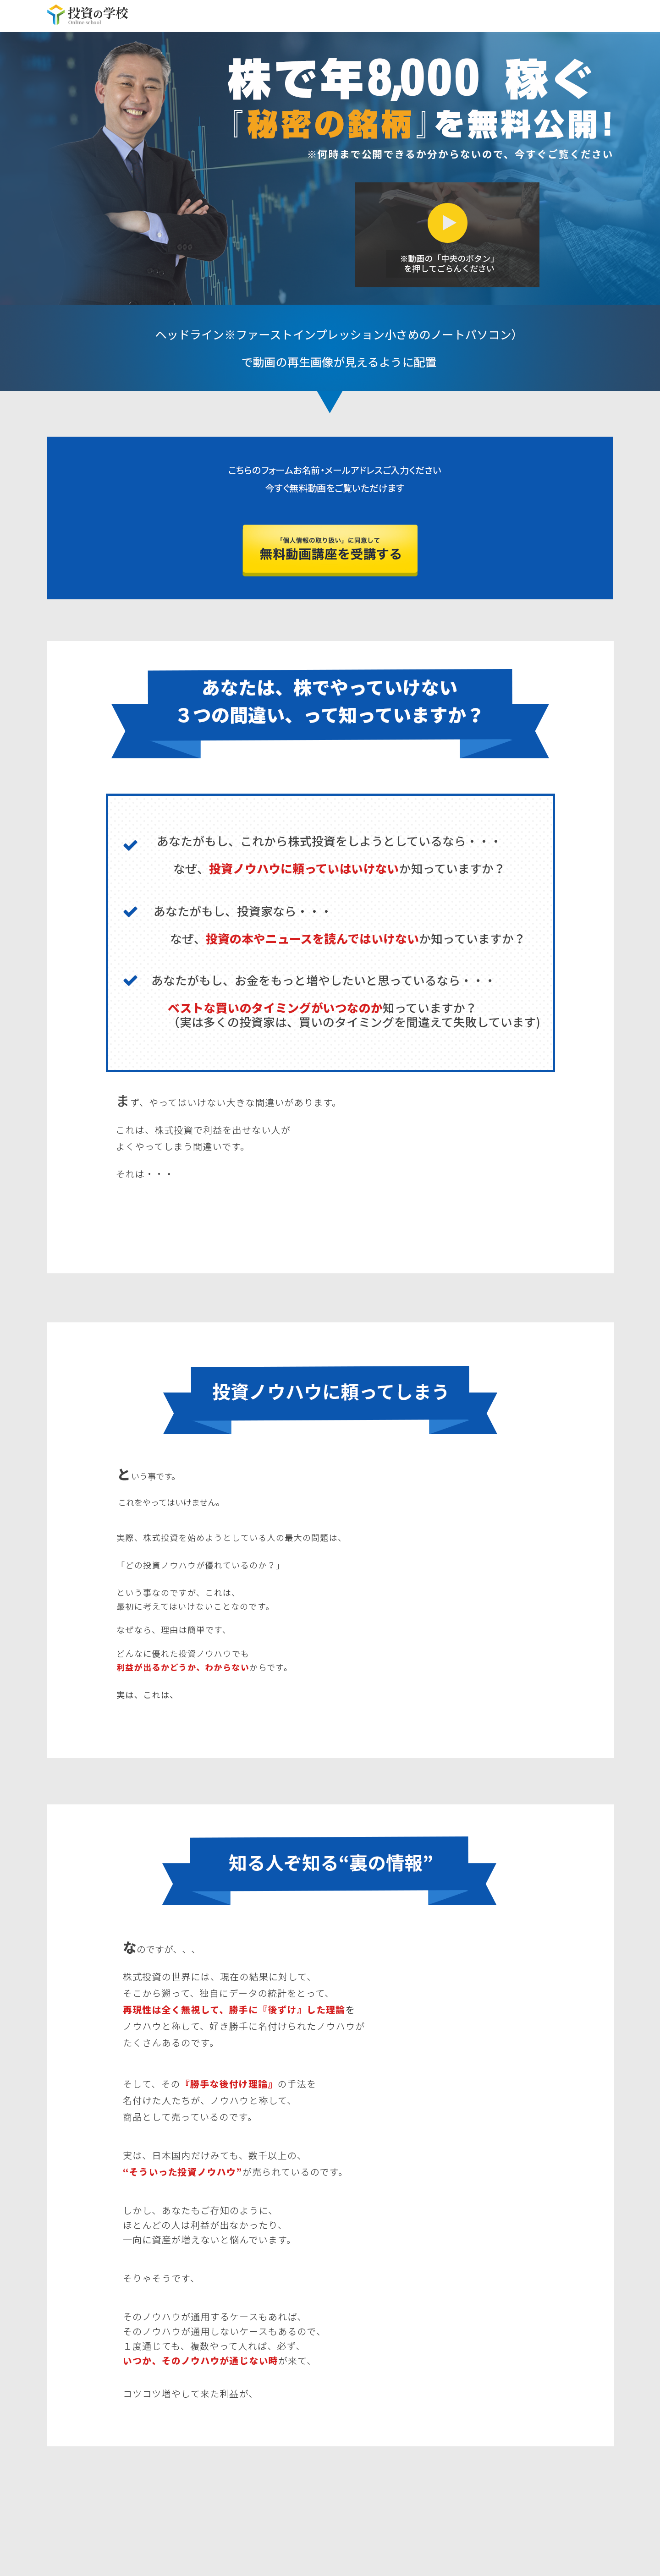 投資の学校
Online school
株で年8,000 稼ぐ
『秘密の銘柄』を無料公開!
※何時まで公開できるか分からないので、今すぐご覧ください
※動画の「中央のボタン」
を押してごらんください
ヘッドライン※ファーストインプレッション小さめのノートパソコン）
で動画の再生画像が見えるように配置
こちらのフォームお名前・メールアドレスご入力ください
今すぐ無料動画をご覧いただけます
「個人情報の取り扱い」に同意して
無料動画講座を受講する
あなたは、株でやっていけない
３つの間違い、って知っていますか？
あなたがもし、これから株式投資をしようとしているなら・・・
なぜ、投資ノウハウに頼っていはいけないか知っていますか？
あなたがもし、投資家なら・・・
なぜ、投資の本やニュースを読んではいけないか知っていますか？
あなたがもし、お金をもっと増やしたいと思っているなら・・・
ベストな買いのタイミングがいつなのか知っていますか？
（実は多くの投資家は、買いのタイミングを間違えて失敗しています)
まず、やってはいけない大きな間違いがあります。
これは、株式投資で利益を出せない人が
よくやってしまう間違いです。
それは・・・
投資ノウハウに頼ってしまう
という事です。
これをやってはいけません。
実際、株式投資を始めようとしている人の最大の問題は、
「どの投資ノウハウが優れているのか？」
という事なのですが、これは、
最初に考えてはいけないことなのです。
なぜなら、理由は簡単です、
どんなに優れた投資ノウハウでも
利益が出るかどうか、わからないからです。
実は、これは、
知る人ぞ知る“裏の情報”
なのですが、、、
株式投資の世界には、現在の結果に対して、
そこから遡って、独自にデータの統計をとって、
再現性は全く無視して、勝手に『後ずけ』した理論を
ノウハウと称して、好き勝手に名付けられたノウハウが
たくさんあるのです。
そして、その『勝手な後付け理論』の手法を
名付けた人たちが、ノウハウと称して、
商品として売っているのです。
実は、日本国内だけみても、数千以上の、
“そういった投資ノウハウ”が売られているのです。
しかし、あなたもご存知のように、
ほとんどの人は利益が出なかったり、
一向に資産が増えないと悩んでいます。
そりゃそうです、
そのノウハウが通用するケースもあれば、
そのノウハウが通用しないケースもあるので、
１度通じても、複数やって入れば、必ず、
いつか、そのノウハウが通じない時が来て、
コツコツ増やして来た利益が、